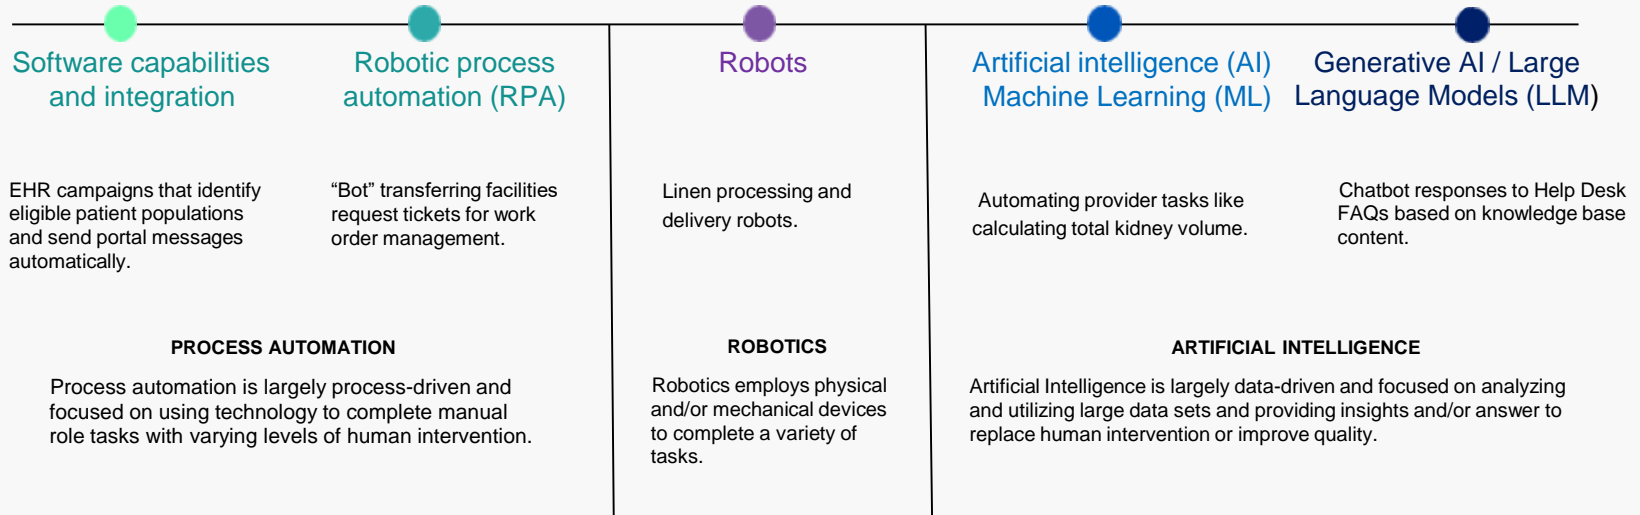 Software capabilities
and integration
Robotic process
automation (RPA)
Robots
Artificial intelligence (AI)
Machine Learning (ML)
Generative AI / Large
Language Models (LLM)
EHR campaigns that identify
eligible patient populations
and send portal messages
automatically.
“Bot” transferring facilities
request tickets for work
order management.
Linen processing and
delivery robots.
Automating provider tasks like
calculating total kidney volume.
Chatbot responses to Help Desk
FAQs based on knowledge base
content.
PROCESS AUTOMATION
Process automation is largely process-driven and
focused on using technology to complete manual
role tasks with varying levels of human intervention.
ROBOTICS
Robotics employs physical
and/or mechanical devices
to complete a variety of
tasks.
ARTIFICIAL INTELLIGENCE
Artificial Intelligence is largely data-driven and focused on analyzing
and utilizing large data sets and providing insights and/or answer to
replace human intervention or improve quality.